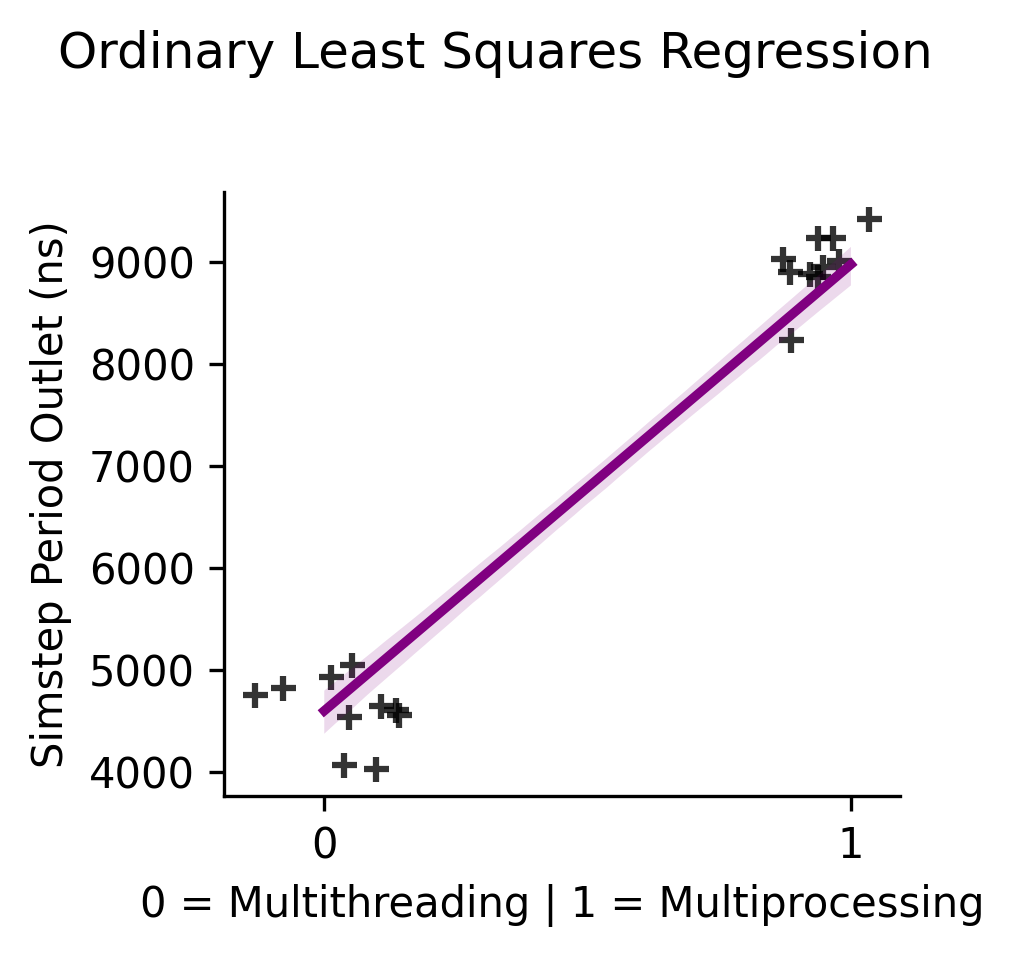 Ordinary Least Squares Regression
Simstep Period Outlet (ns)
9000
8000
7000
6000
5000
4000
0 1
0 = Multithreading | 1 = Multiprocessing